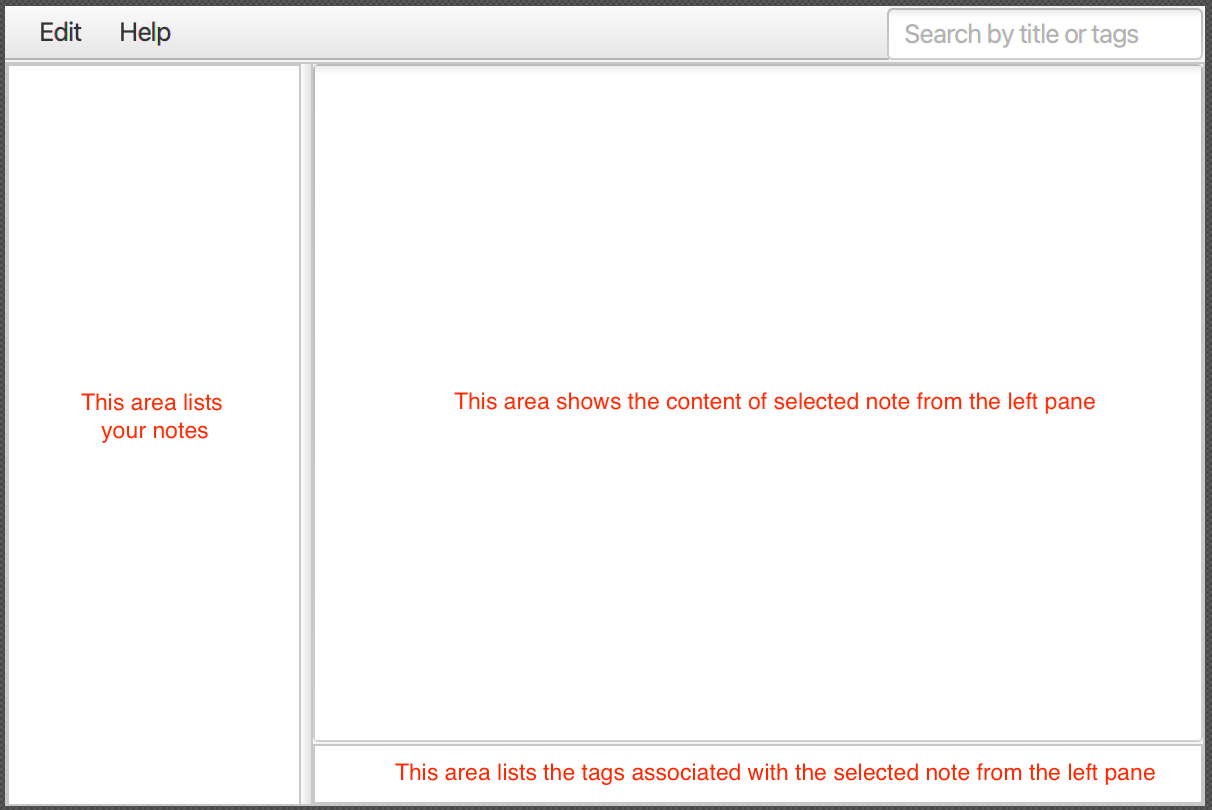 Edit Help Search by title or tags
This area lists
your notes
This area shows the content of selected note from the left pane
This area lists the tags associated with the selected note from the left pane